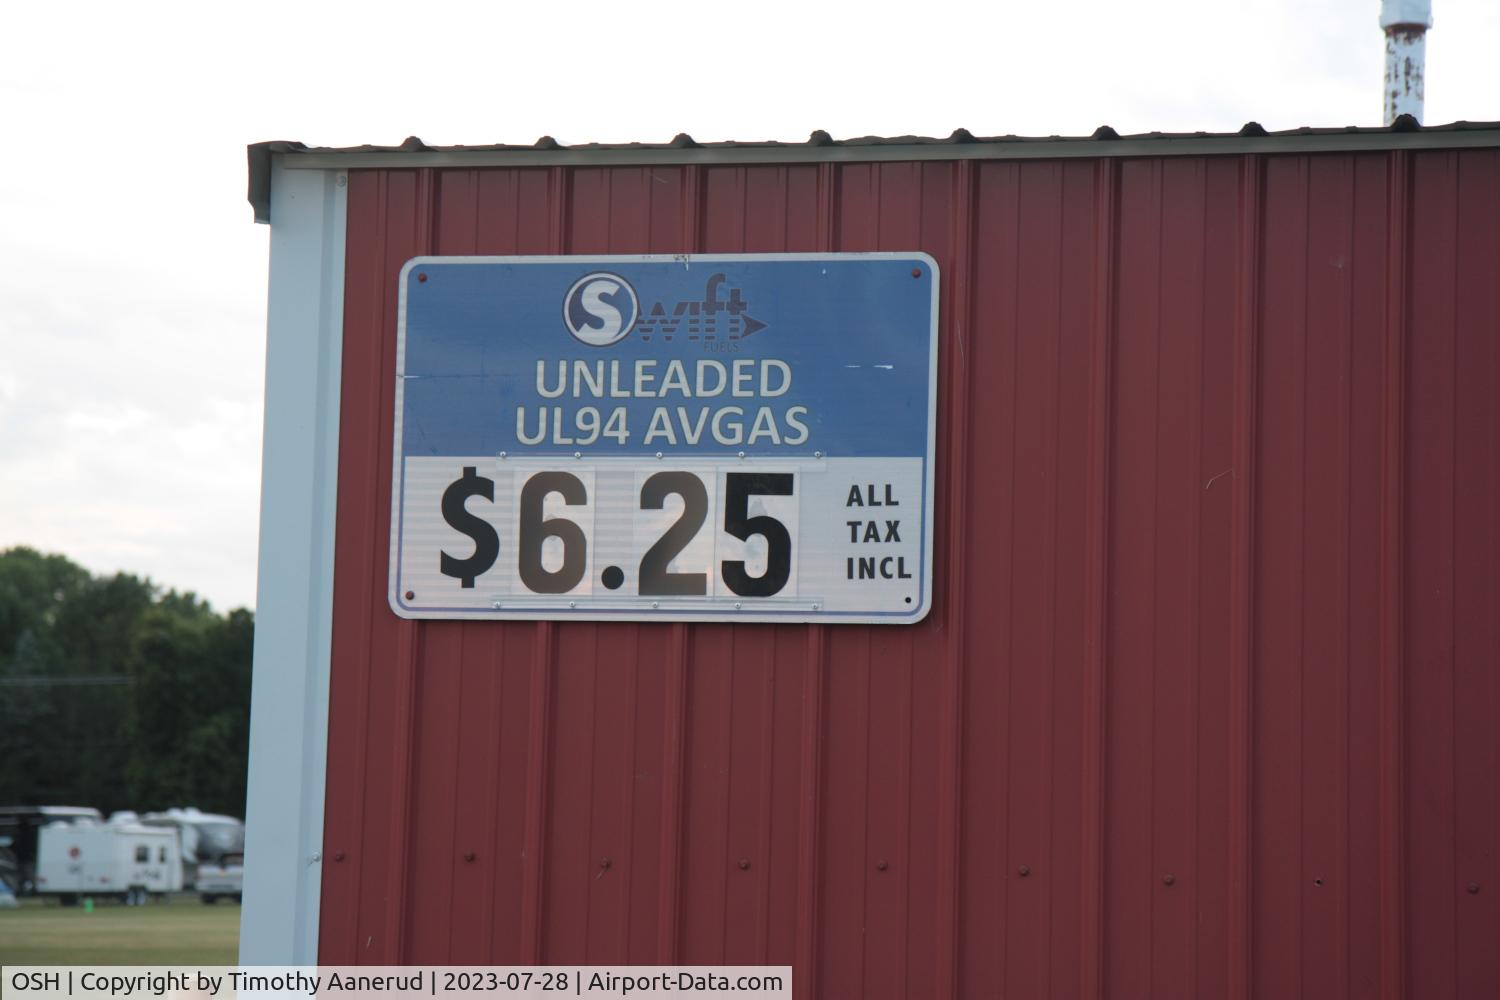 Swift
FUELS
UNLEADED
UL94 AVGAS
$6.25
ALL
TAX
INCL
OSH | Copyright by Timothy Aanerud | 2023-07-28 | Airport-Data.com